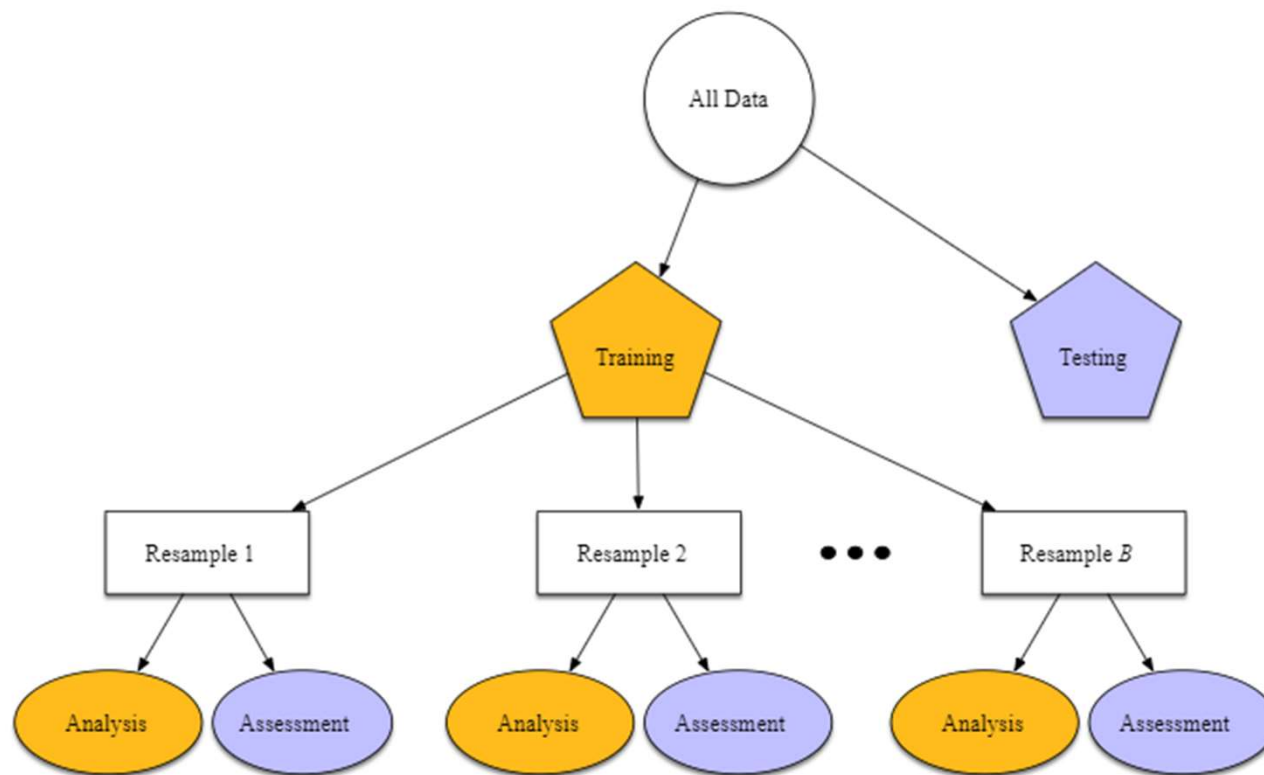 All Data
Training
Testing
Resample 1
Resample 2
Resample B
Analysis
Assessment
Analysis
Assessment
Analysis
Assessment